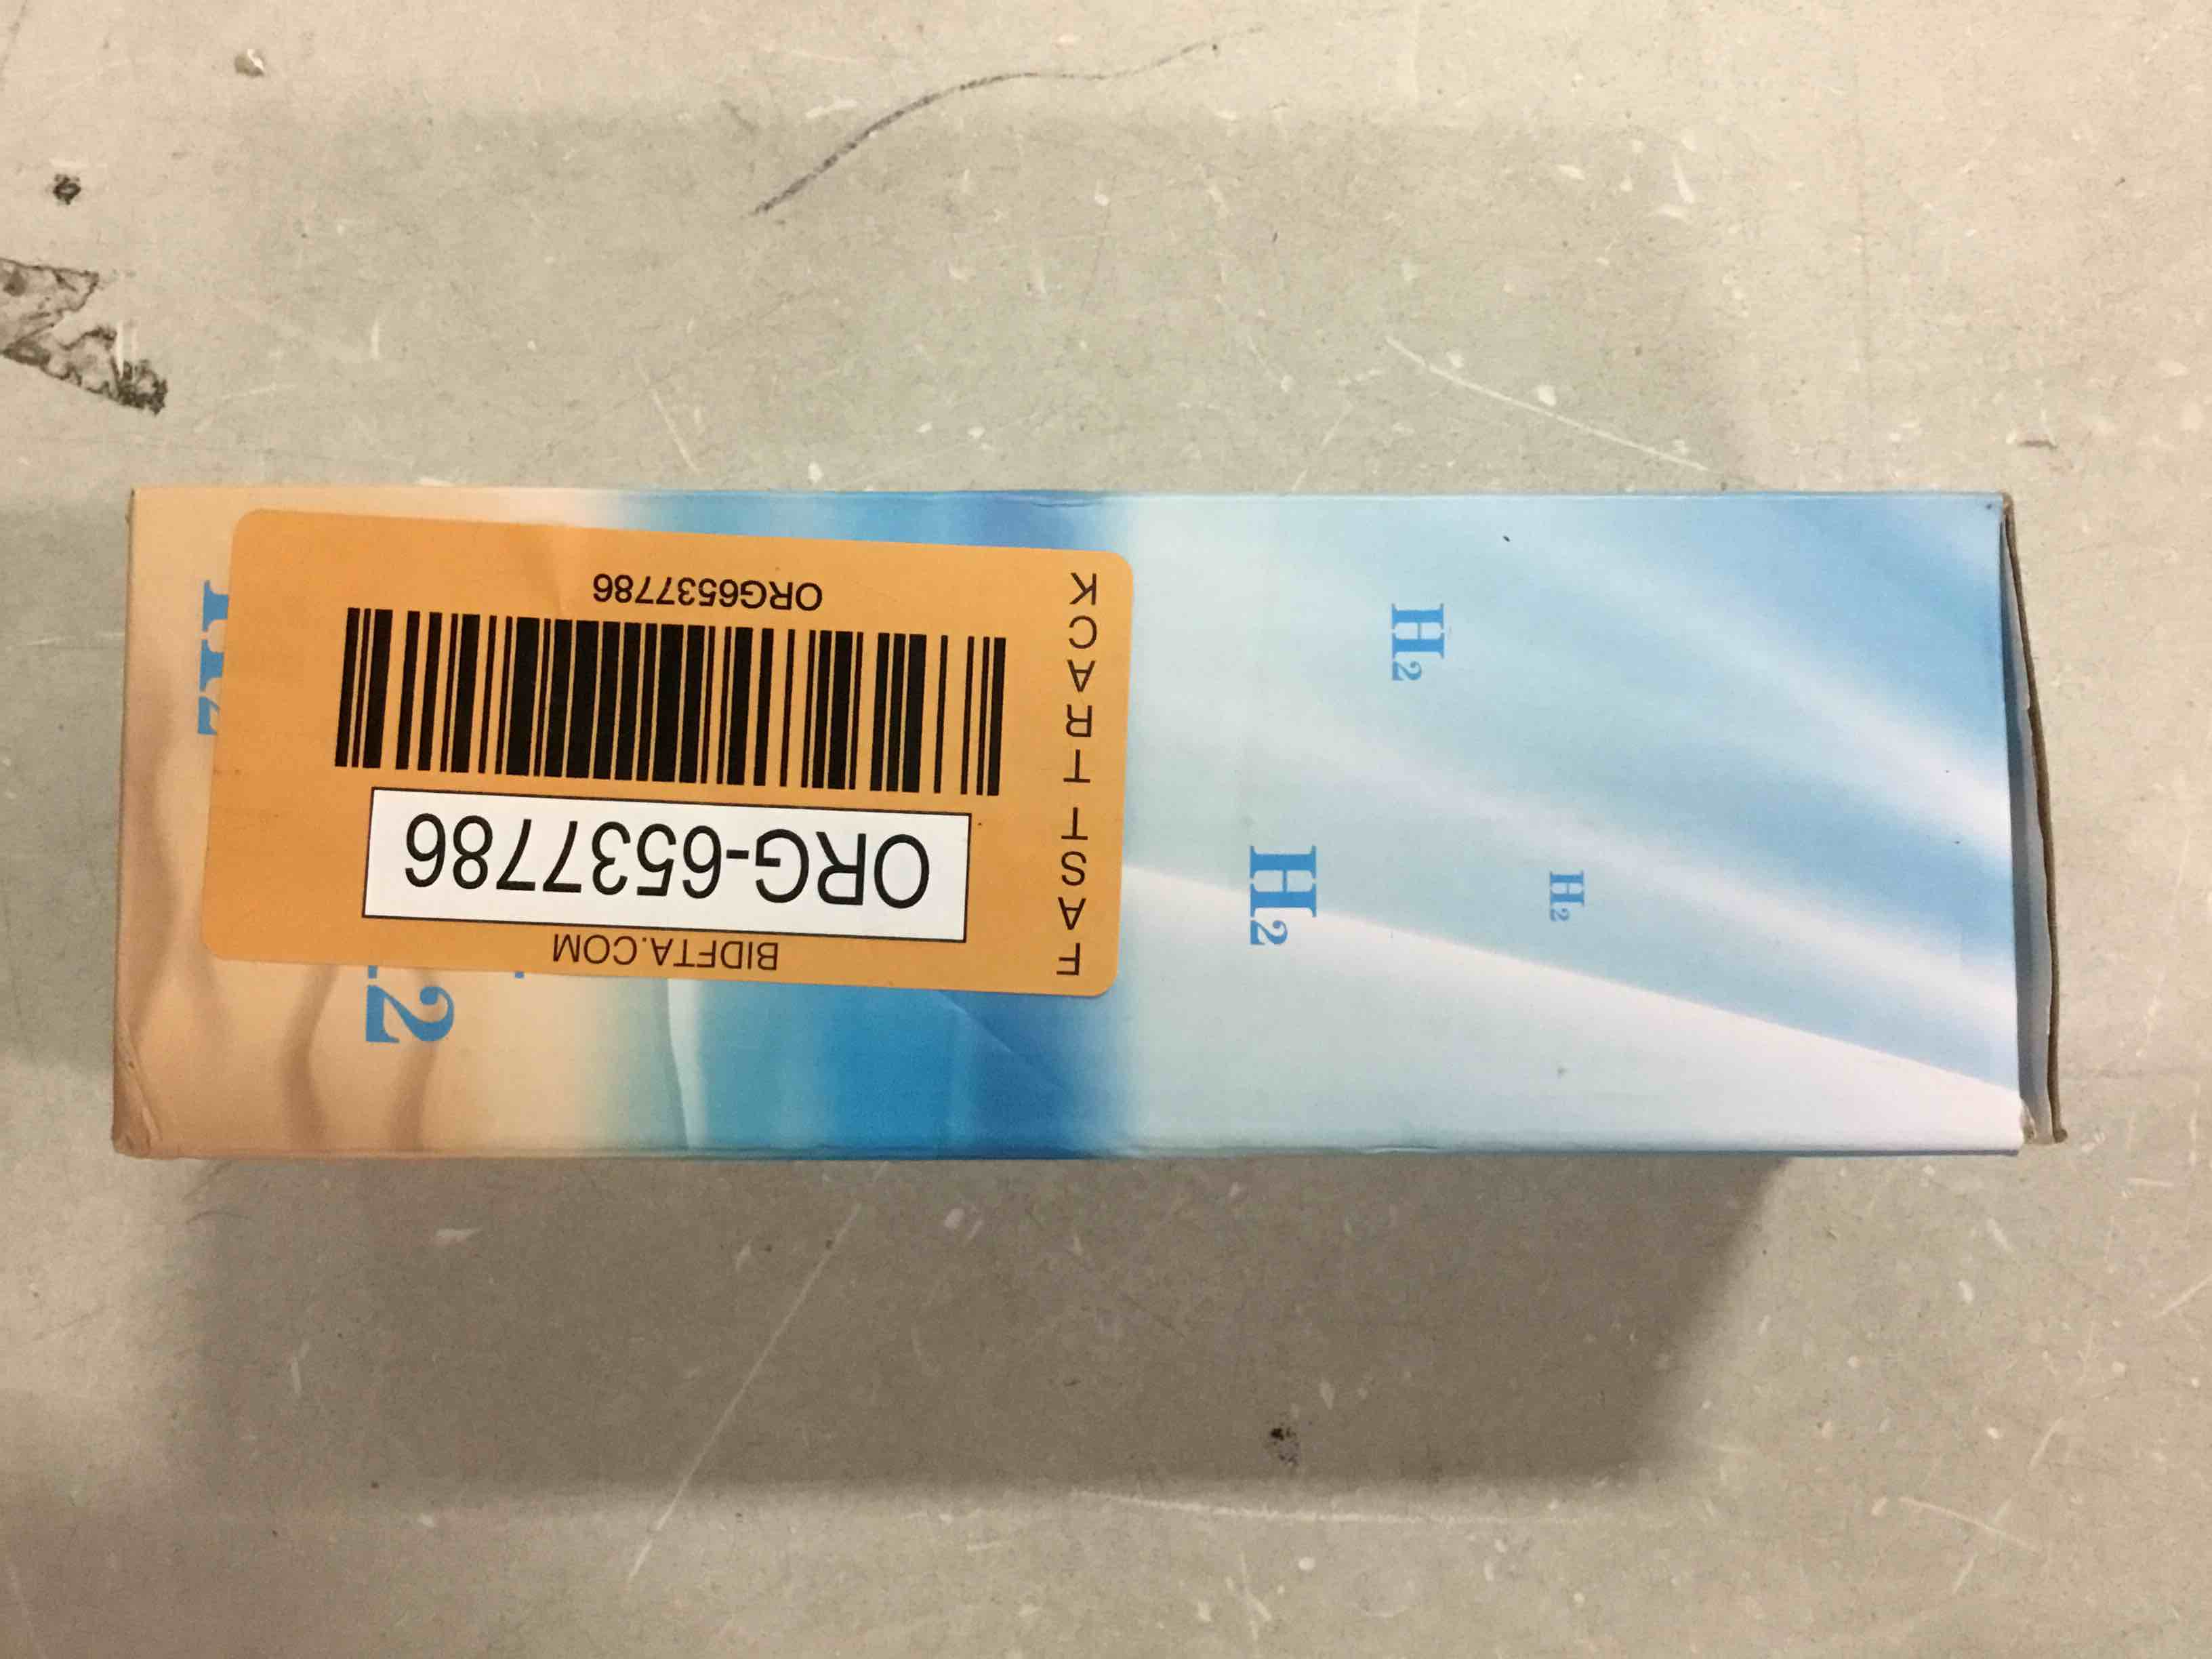 BIDFTA.COM
ORG-6537786
ORG6537786
FAST TRACK
H2
H2
H2